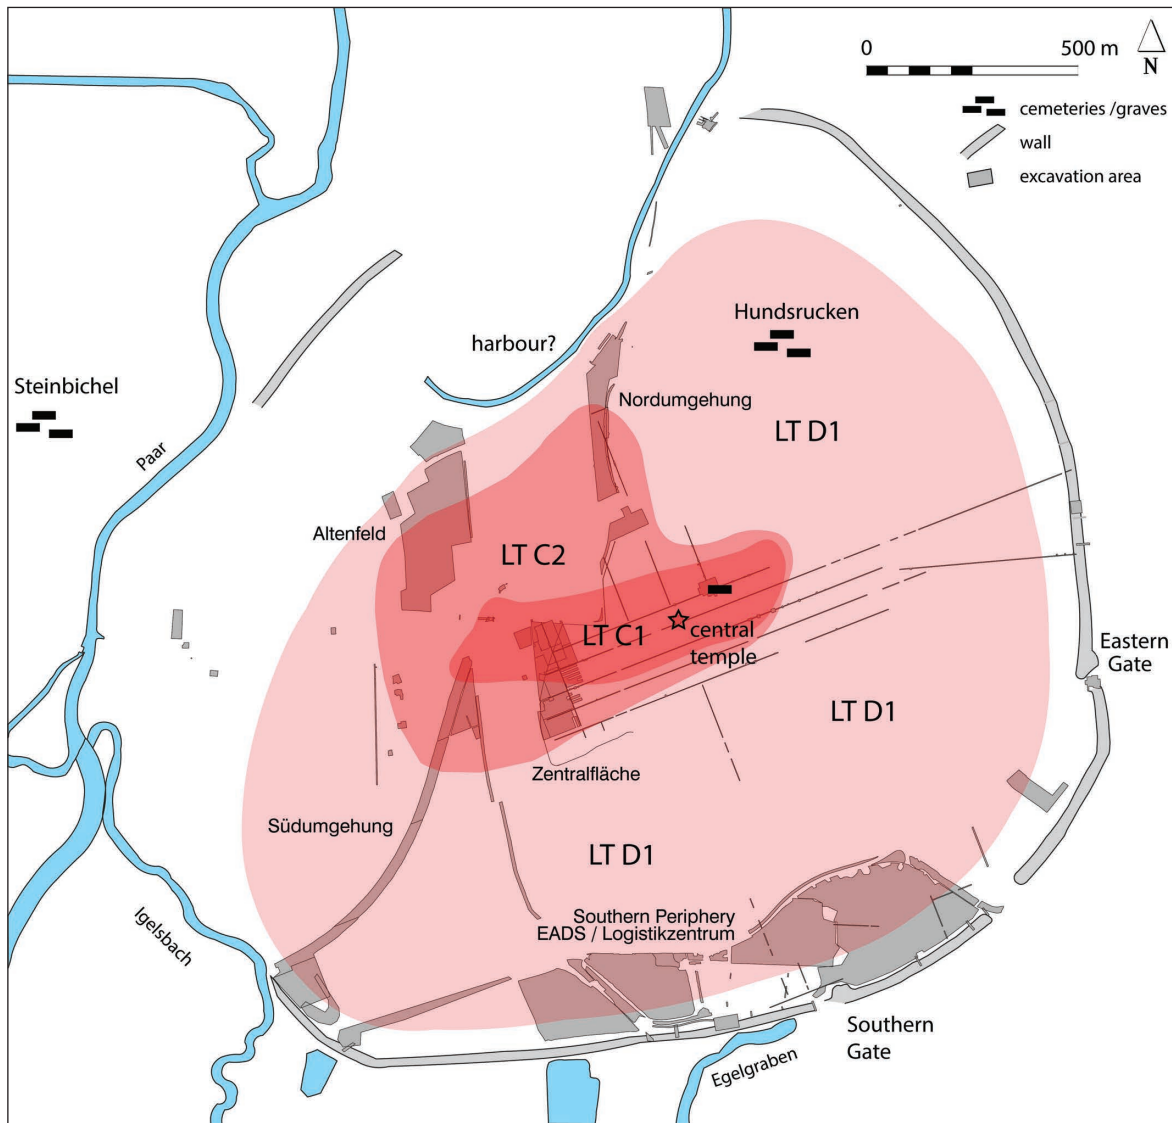 0 500 m
N
cemeteries /graves
wall
excavation area
Hundsrucken
harbour?
Steinbichel
Nordumgehung
LT D1
Paar
Altenfeld
LT C2
LT C1
central
temple
Eastern
Gate
LT D1
Zentralfläche
Südumgehung
LT D1
Southern Periphery
EADS / Logistikzentrum
Igelsbach
Southern
Gate
Egelgraben